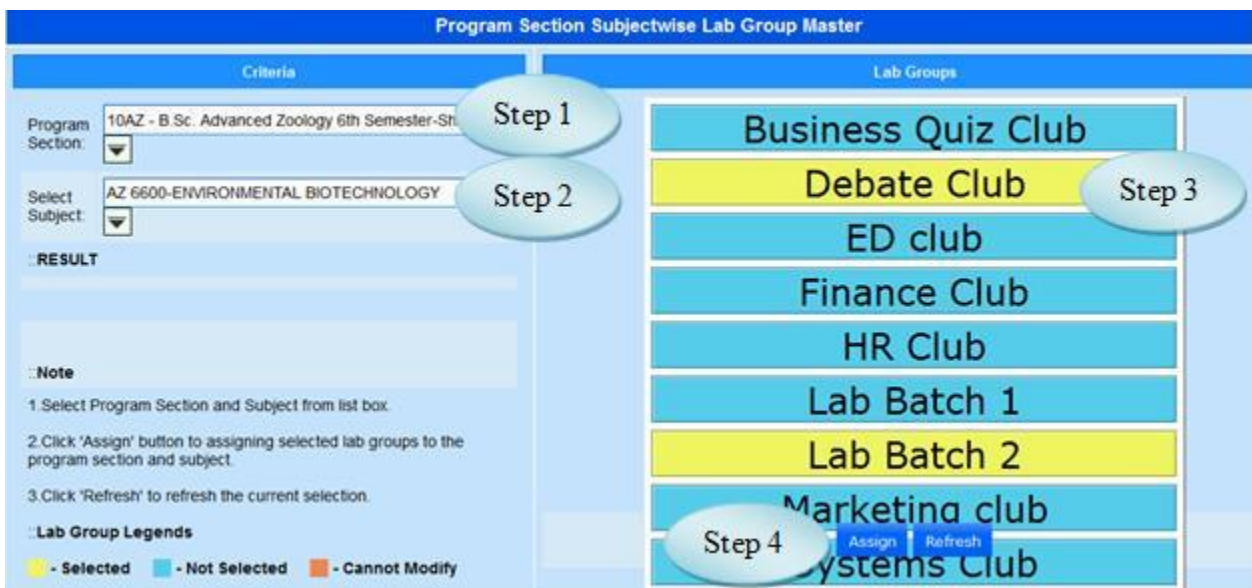 Program Section Subjectwise Lab Group Master
Criteria
Program Section:
10AZ - B.Sc. Advanced Zoology 6th Semester-Sh
Step 1
Select Subject:
AZ 6600-ENVIRONMENTAL BIOTECHNOLOGY
Step 2
::RESULT
::Note
1.Select Program Section and Subject from list box.
2.Click 'Assign' button to assigning selected lab groups to the
program section and subject.
3.Click 'Refresh' to refresh the current selection.
::Lab Group Legends
- Selected - Not Selected - Cannot Modify
Lab Groups
Business Quiz Club
Debate Club
Step 3
ED club
Finance Club
HR Club
Lab Batch 1
Lab Batch 2
Marketing club
Step 4
Assign Refresh
Systems Club